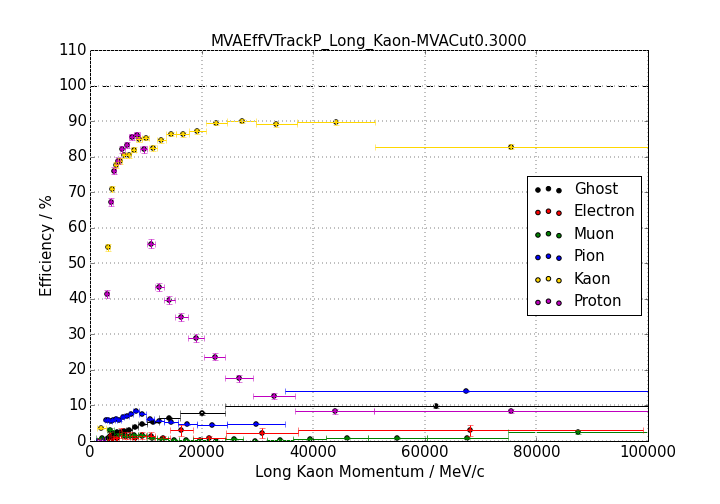 MVAEffVTrackP_Long_Kaon-MVACut0.3000
110
100
90
80
70
60
50
40
30
20
10
0
Efficiency / %
Ghost
Electron
Muon
Pion
Kaon
Proton
0 20000 40000 60000 80000 100000
Long Kaon Momentum / MeV/c